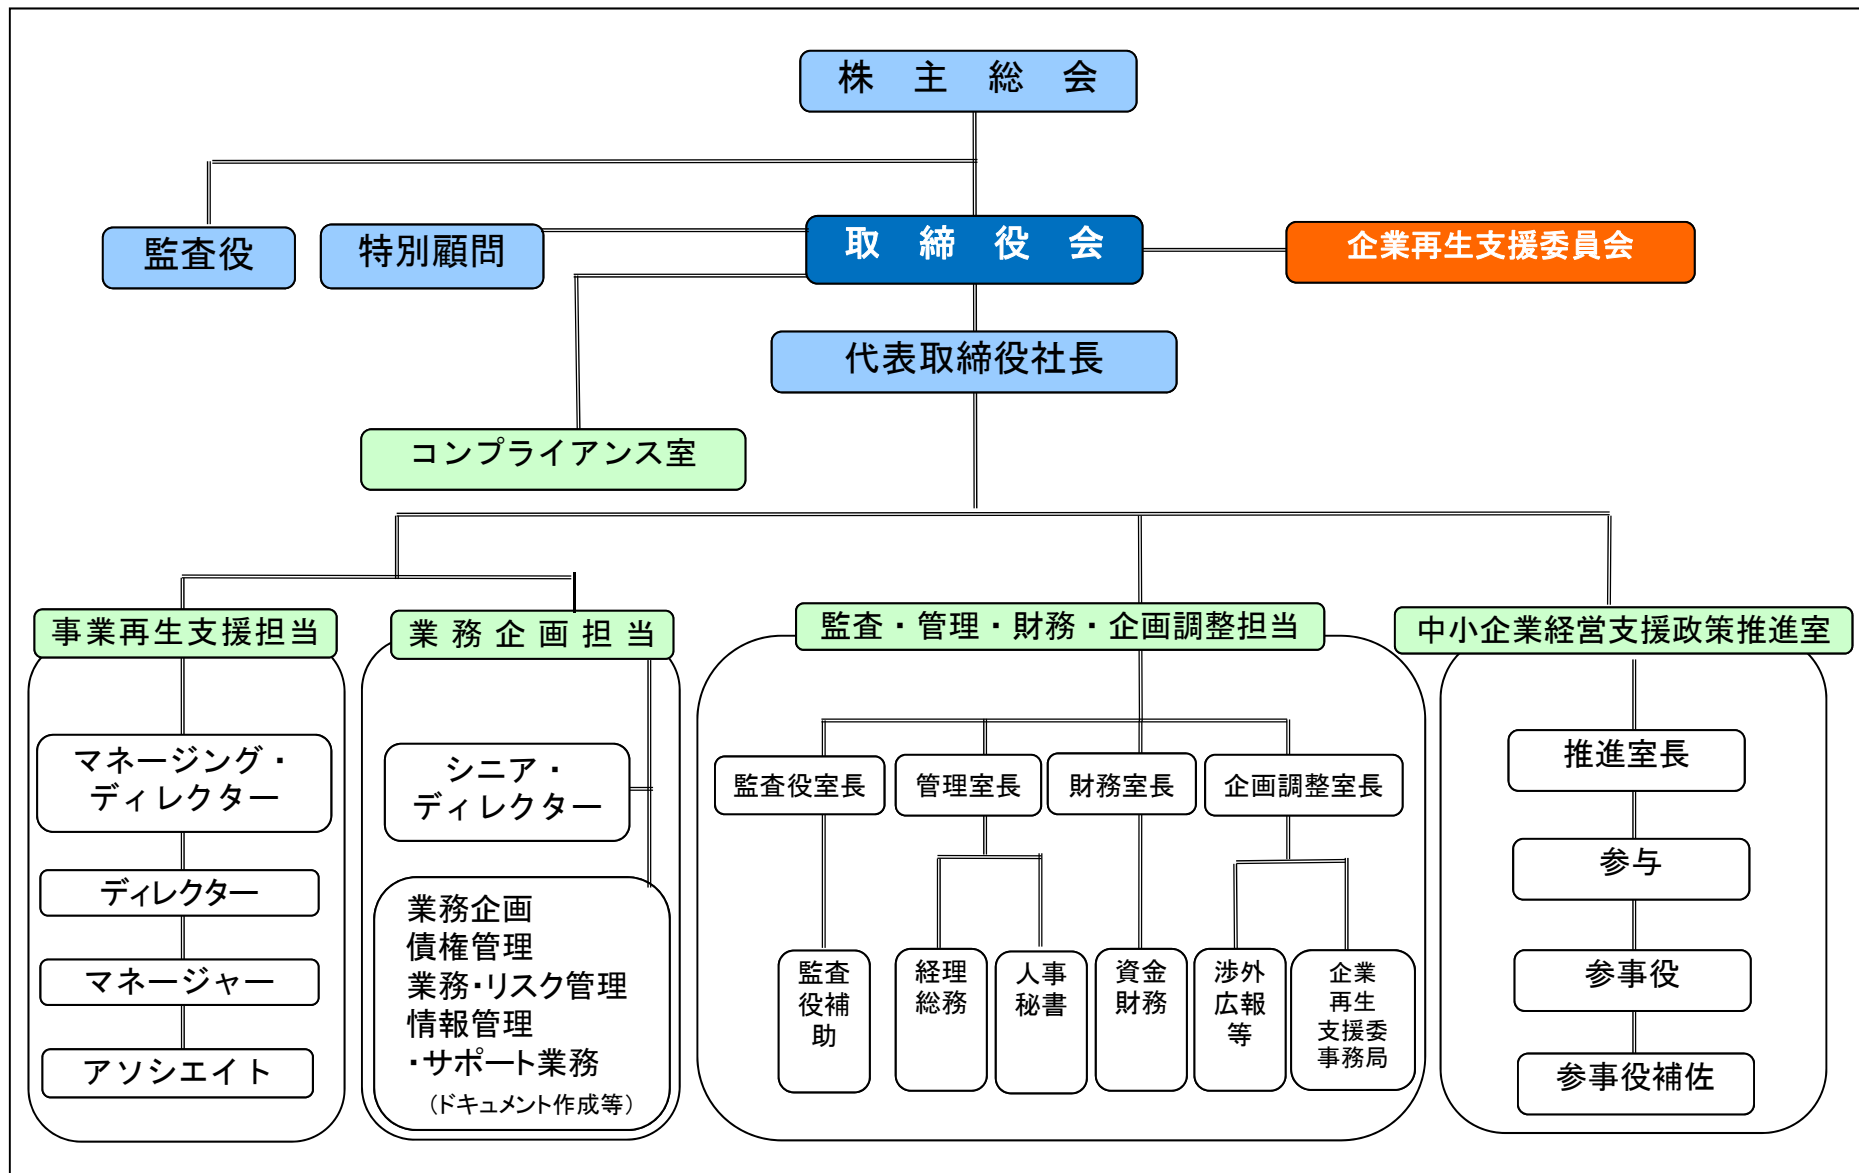 株 主 総 会
監査役
特別顧問
取 締 役 会
企業再生支援委員会
代表取締役社長
コンプライアンス室
事業再生支援担当
業 務 企 画 担 当
監査・管理・財務・企画調整担当
中小企業経営支援政策推進室
マネージング・
ディレクター
ディレクター
マネージャー
アソシエイト
シニア・
ディレクター
業務企画
債権管理
業務・リスク管理
情報管理
・サポート業務
（ドキュメント作成等）
監査役室長
管理室長
財務室長
企画調整室長
監査
役補
助
経理
総務
人事
秘書
資金
財務
渉外
広報
等
企業
再生
支援委
事務局
推進室長
参与
参事役
参事役補佐